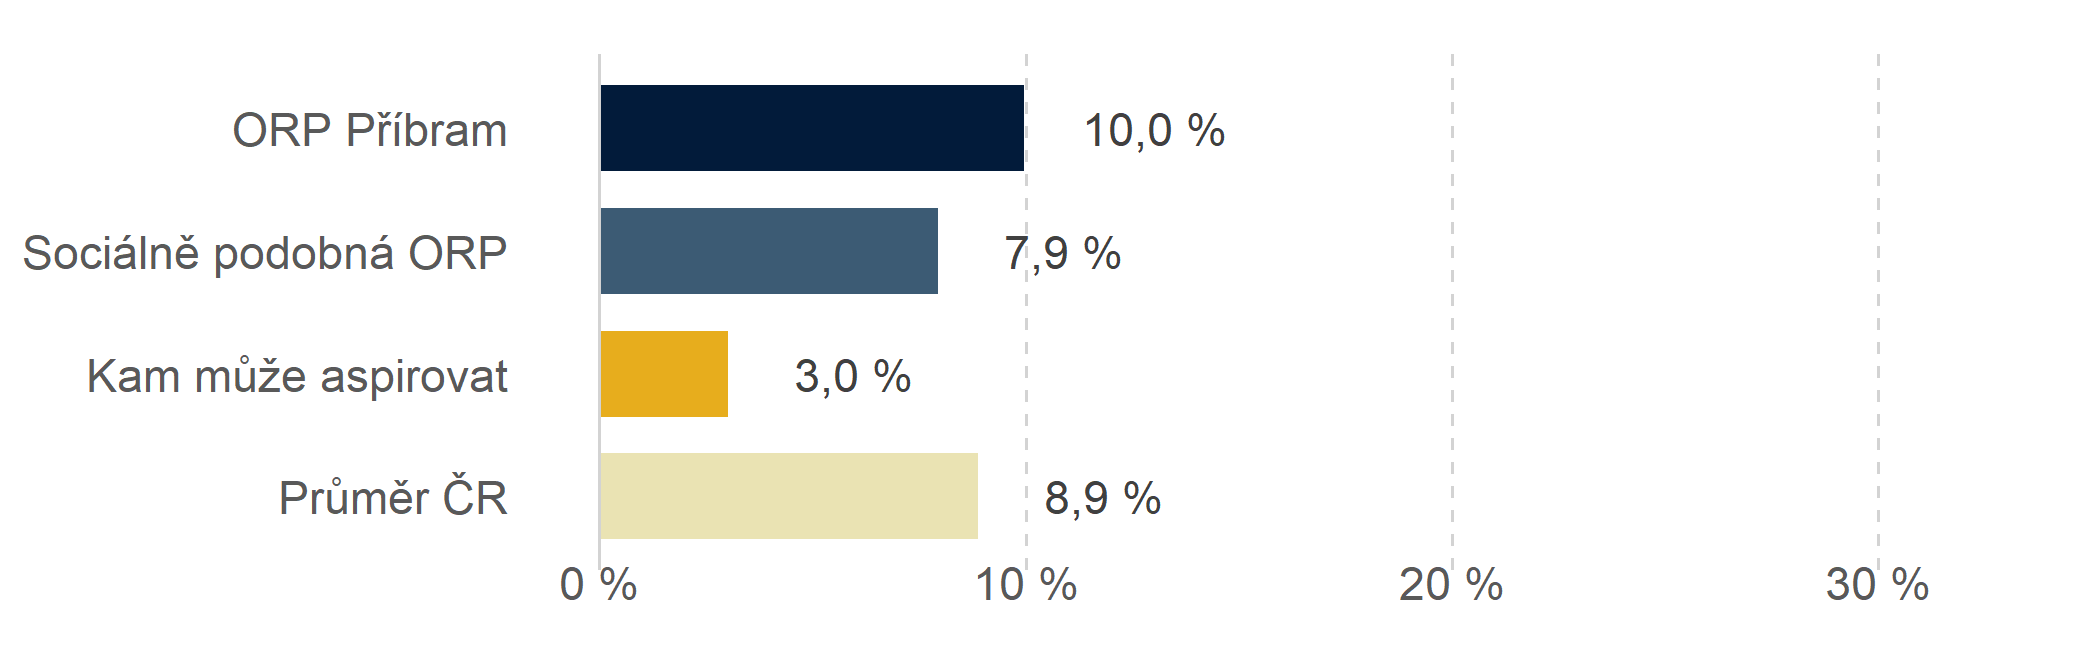 ORP Příbram 10,0 %
Sociálně podobná ORP 7,9 %
Kam může aspirovat 3,0 %
Průměr ČR 8,9 %
0 % 10 % 20 % 30 %